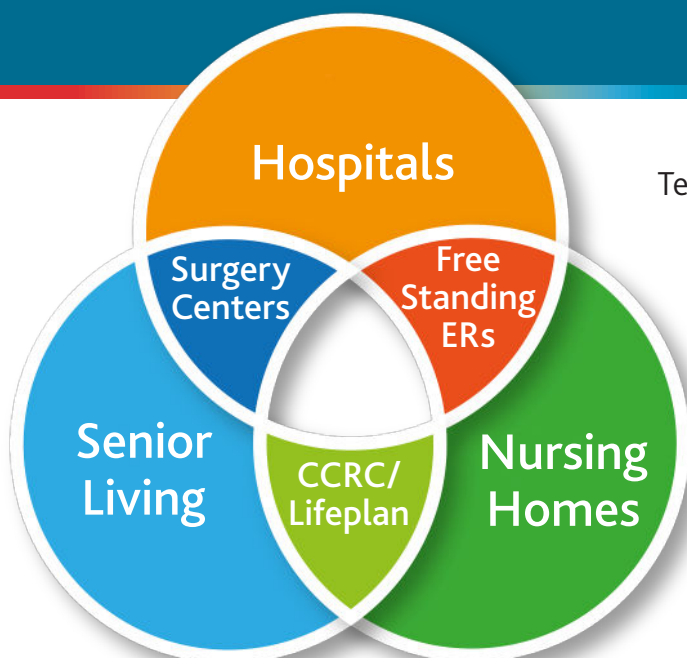 Hospitals
Te
Surgery
Centers
Free
Standing
ERs
Senior
Living
CCRC/
Lifeplan
Nursing
Homes